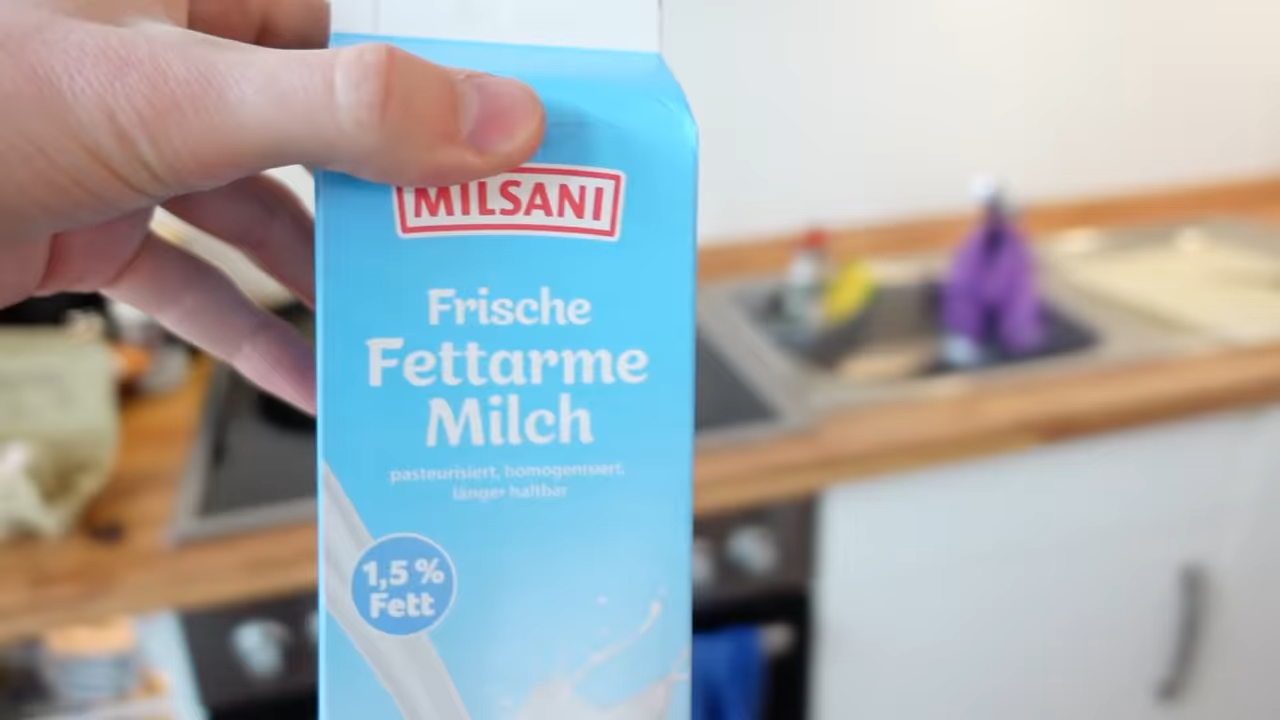 MILSANI
Frische
Fettarme
Milch
pasteurisiert, homogenisiert,
länger haltbar
1,5 %
Fett